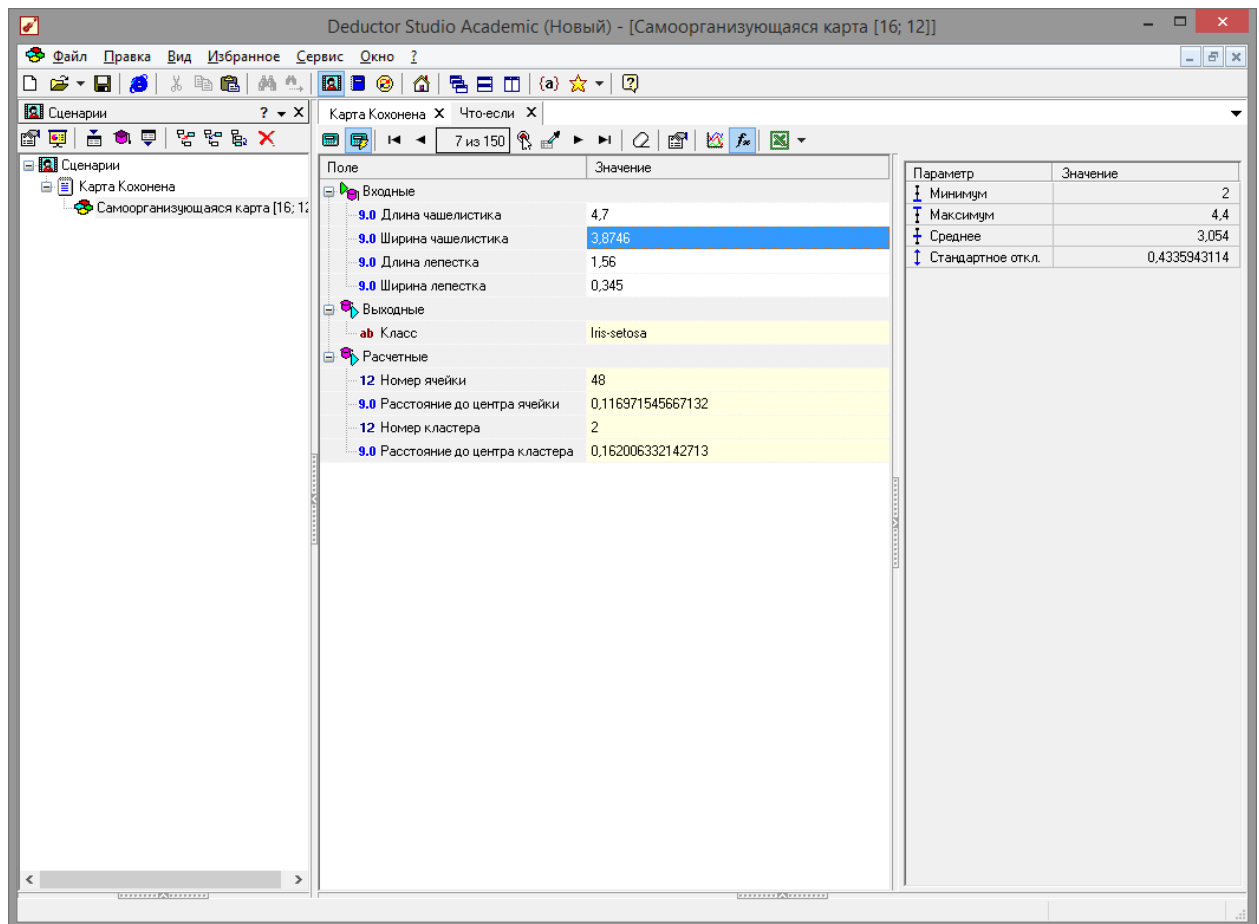 Deductor Studio Academic (Новый) - [Самоорганизующаяся карта [16; 12]]
Файл Правка Вид Избранное Сервис Окно ?
Сценарии ?
Сценарии
Карта Кохонена
Самоорганизующаяся карта [16; 12
Карта Кохонена X Что-если X
7 из 150
Поле Значение
Входные
9.0 Длина чашелистика 4,7
9.0 Ширина чашелистика 3,8746
9.0 Длина лепестка 1,56
9.0 Ширина лепестка 0,345
Выходные
ab Класс Iris-setosa
Расчетные
12 Номер ячейки 48
9.0 Расстояние до центра ячейки 0,116971545667132
12 Номер кластера 2
9.0 Расстояние до центра кластера 0,162006332142713
Параметр Значение
Минимум 2
Максимум 4,4
Среднее 3,054
Стандартное откл. 0,4335943114